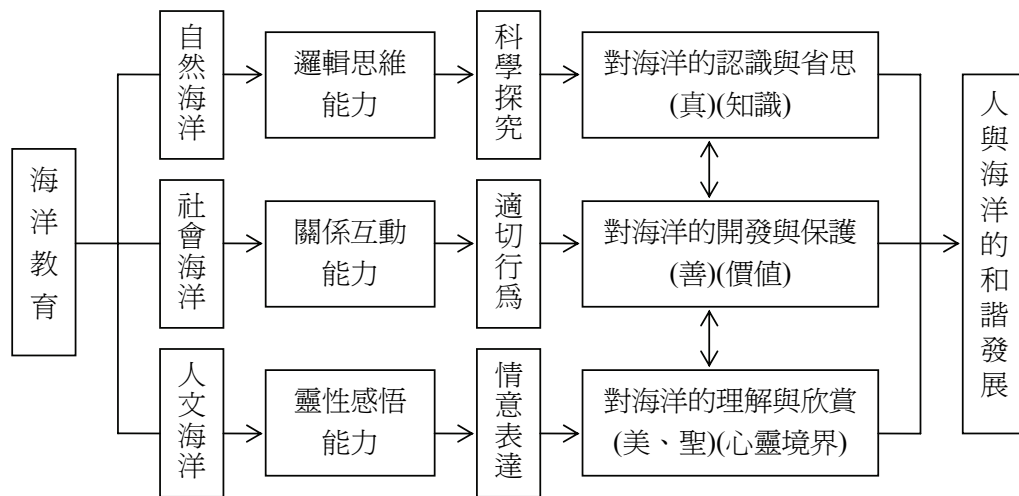 海洋教育
自然海洋
邏輯思維
能力
科學探究
對海洋的認識與省思
(真)(知識)
社會海洋
關係互動
能力
適切行為
對海洋的開發與保護
(善)(價值)
人文海洋
靈性感悟
能力
情意表達
對海洋的理解與欣賞
(美、聖)(心靈境界)
人與海洋的和諧發展